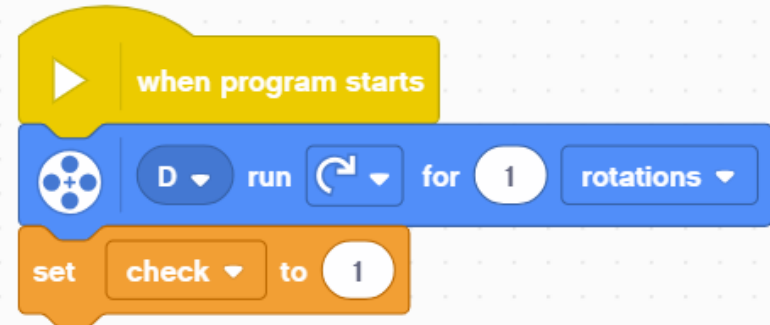 when program starts
D run for 1 rotations
set check to 1